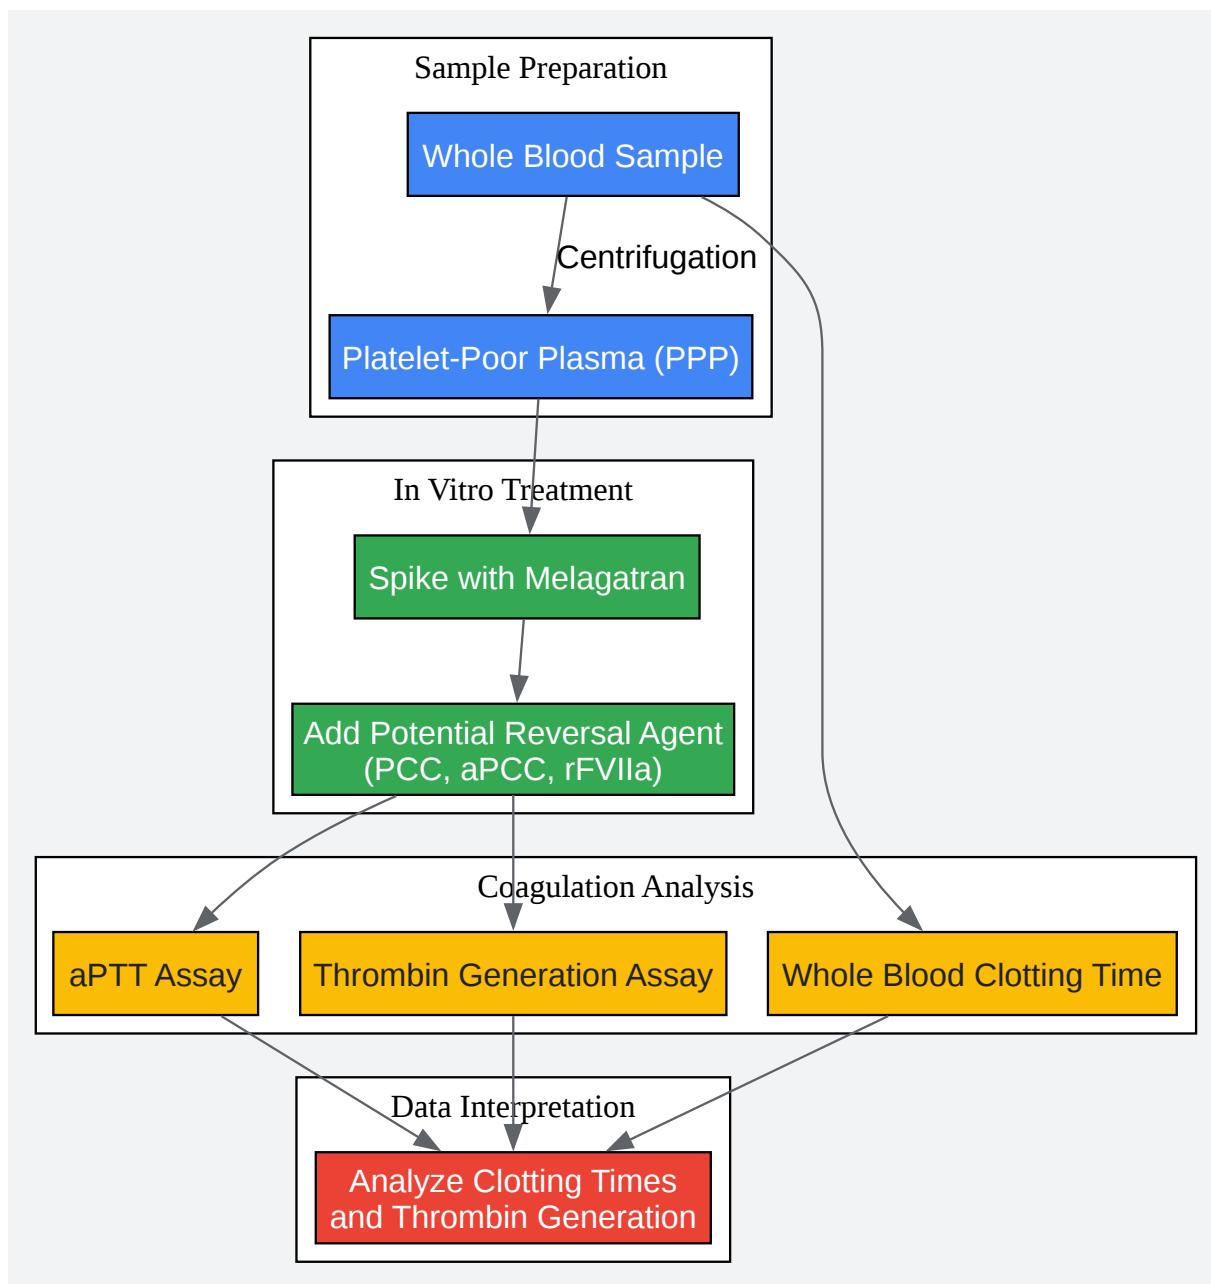 Sample Preparation
Whole Blood Sample
Centrifugation
Platelet-Poor Plasma (PPP)
In Vitro Treatment
Spike with Melagatran
Add Potential Reversal Agent
(PCC, aPCC, rFVIIa)
Coagulation Analysis
aPTT Assay
Thrombin Generation Assay
Whole Blood Clotting Time
Data Interpretation
Analyze Clotting Times
and Thrombin Generation